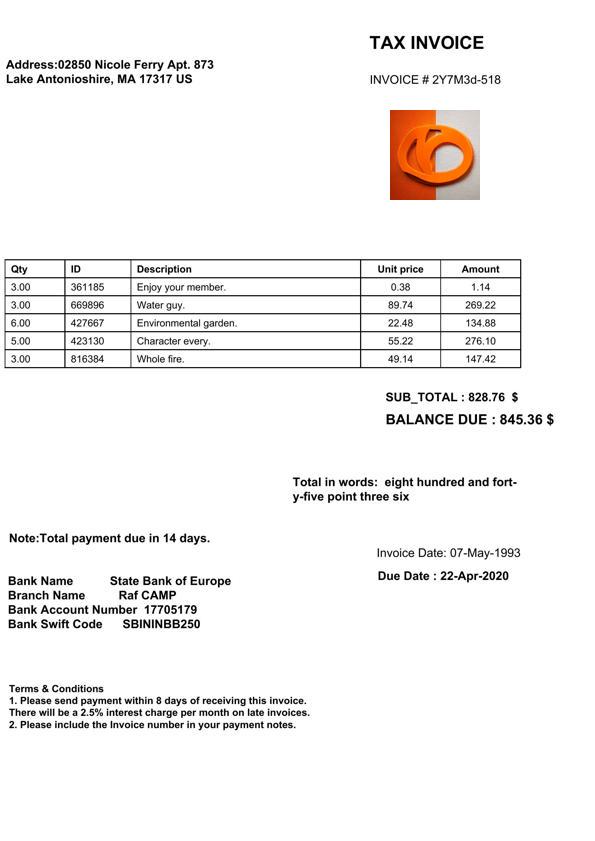 TAX INVOICE
Address:02850 Nicole Ferry Apt. 873
Lake Antonioshire, MA 17317 US
INVOICE # 2Y7M3d-518
Qty ID Description Unit price Amount
3.00 361185 Enjoy your member. 0.38 1.14
3.00 669896 Water guy. 89.74 269.22
6.00 427667 Environmental garden. 22.48 134.88
5.00 423130 Character every. 55.22 276.10
3.00 816384 Whole fire. 49.14 147.42
SUB_TOTAL : 828.76 $
BALANCE DUE : 845.36 $
Total in words: eight hundred and fort-
y-five point three six
Note:Total payment due in 14 days.
Invoice Date: 07-May-1993
Due Date : 22-Apr-2020
Bank Name State Bank of Europe
Branch Name Raf CAMP
Bank Account Number 17705179
Bank Swift Code SBININBB250
Terms & Conditions
1. Please send payment within 8 days of receiving this invoice.
There will be a 2.5% interest charge per month on late invoices.
2. Please include the Invoice number in your payment notes.